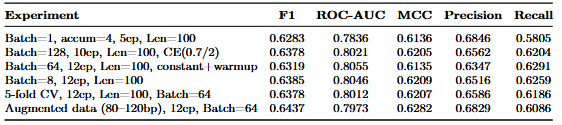 Experiment F1 ROC-AUC MCC Precision Recall
Batch=1, accum=4, 5ep, Len=100 0.6283 0.7836 0.6136 0.6846 0.5805
Batch=128, 10ep, Len=100, CE(0.7/2) 0.6378 0.8021 0.6205 0.6562 0.6204
Batch=64, 12ep, Len=100, constant+warmup 0.6319 0.8055 0.6135 0.6347 0.6291
Batch=8, 12ep, Len=100 0.6385 0.8046 0.6209 0.6516 0.6259
5-fold CV, 12ep, Len=100, Batch=64 0.6378 0.8012 0.6207 0.6586 0.6186
Augmented data (80–120bp), 12ep, Batch=64 0.6437 0.7973 0.6282 0.6829 0.6086